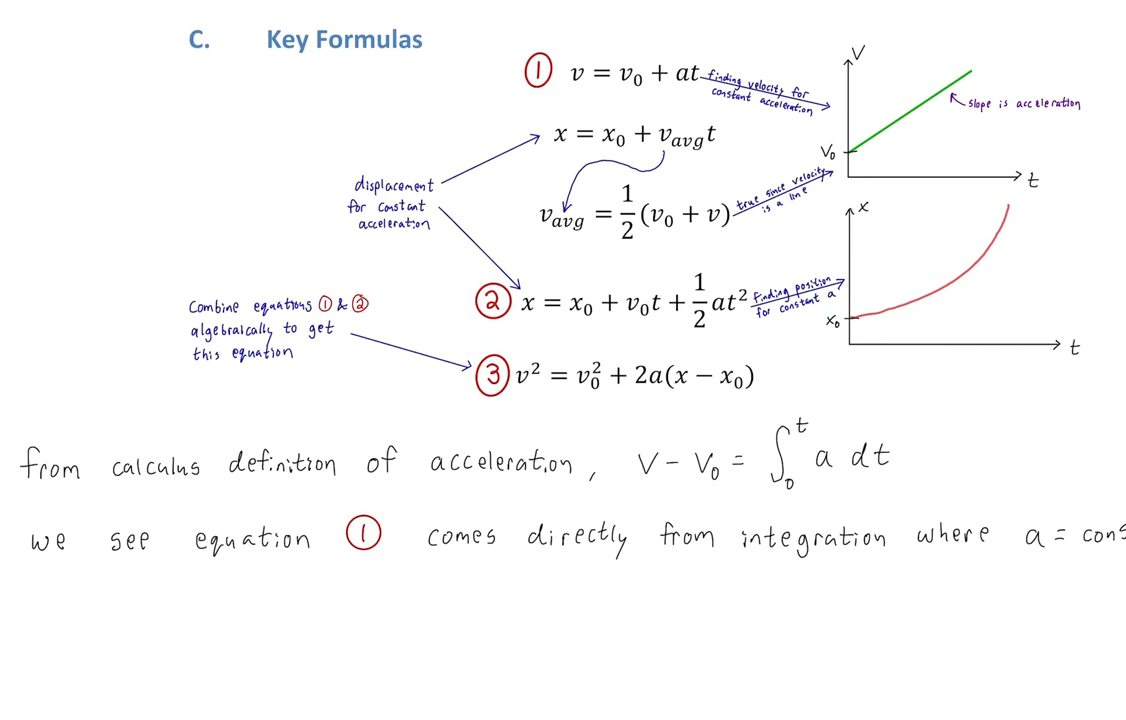 C. Key Formulas
① v = v₀ + at
finding velocity for
constant acceleration
V
slope is acceleration
V₀
t
x = x₀ + v_avg t
displacement
for constant
acceleration
v_avg = 1/2 (v₀ + v)
true since velocity
is a line
x
x₀
t
② x = x₀ + v₀t + 1/2 at²
finding position
for constant a
Combine equations ① & ②
algebraically to get
this equation
③ v² = v₀² + 2a(x − x₀)
from calculus definition of acceleration, V - V₀ = ∫₀ᵗ a dt
we see equation ① comes directly from integration where a = cons